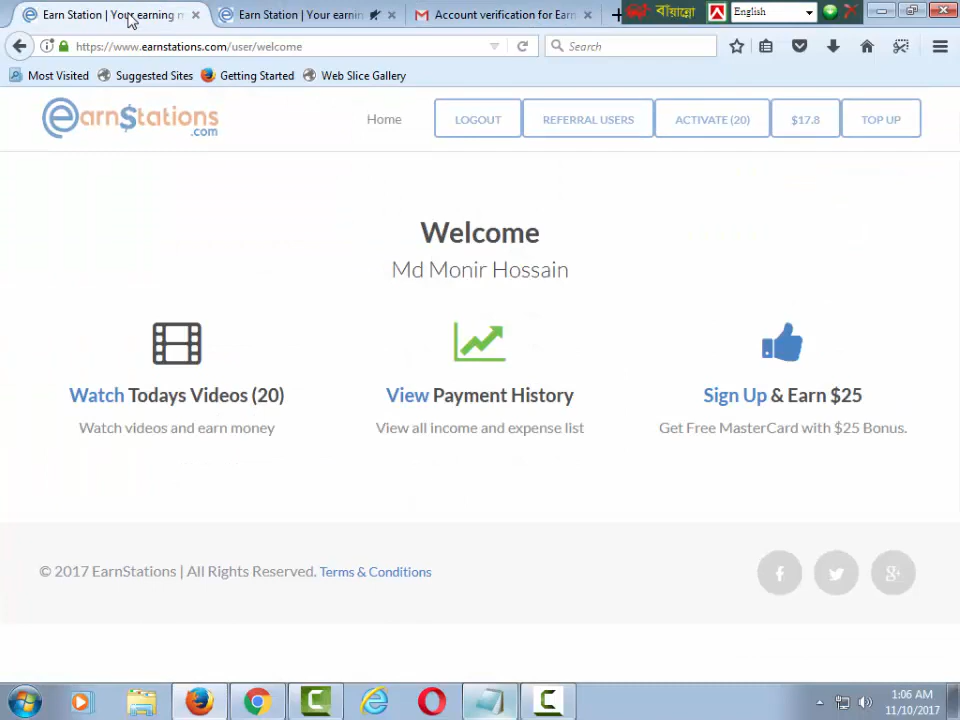 Earn Station | Your earning m
Earn Station | Your earnin
Account verification for Earn
বায়ান্নো
English
https://www.earnstations.com/user/welcome
Search
Most Visited
Suggested Sites
Getting Started
Web Slice Gallery
earn$tations
.com
Home
LOGOUT
REFERRAL USERS
ACTIVATE (20)
$17.8
TOP UP
Welcome
Md Monir Hossain
Watch Todays Videos (20)
Watch videos and earn money
View Payment History
View all income and expense list
Sign Up & Earn $25
Get Free MasterCard with $25 Bonus.
© 2017 EarnStations | All Rights Reserved. Terms & Conditions
1:06 AM
11/10/2017